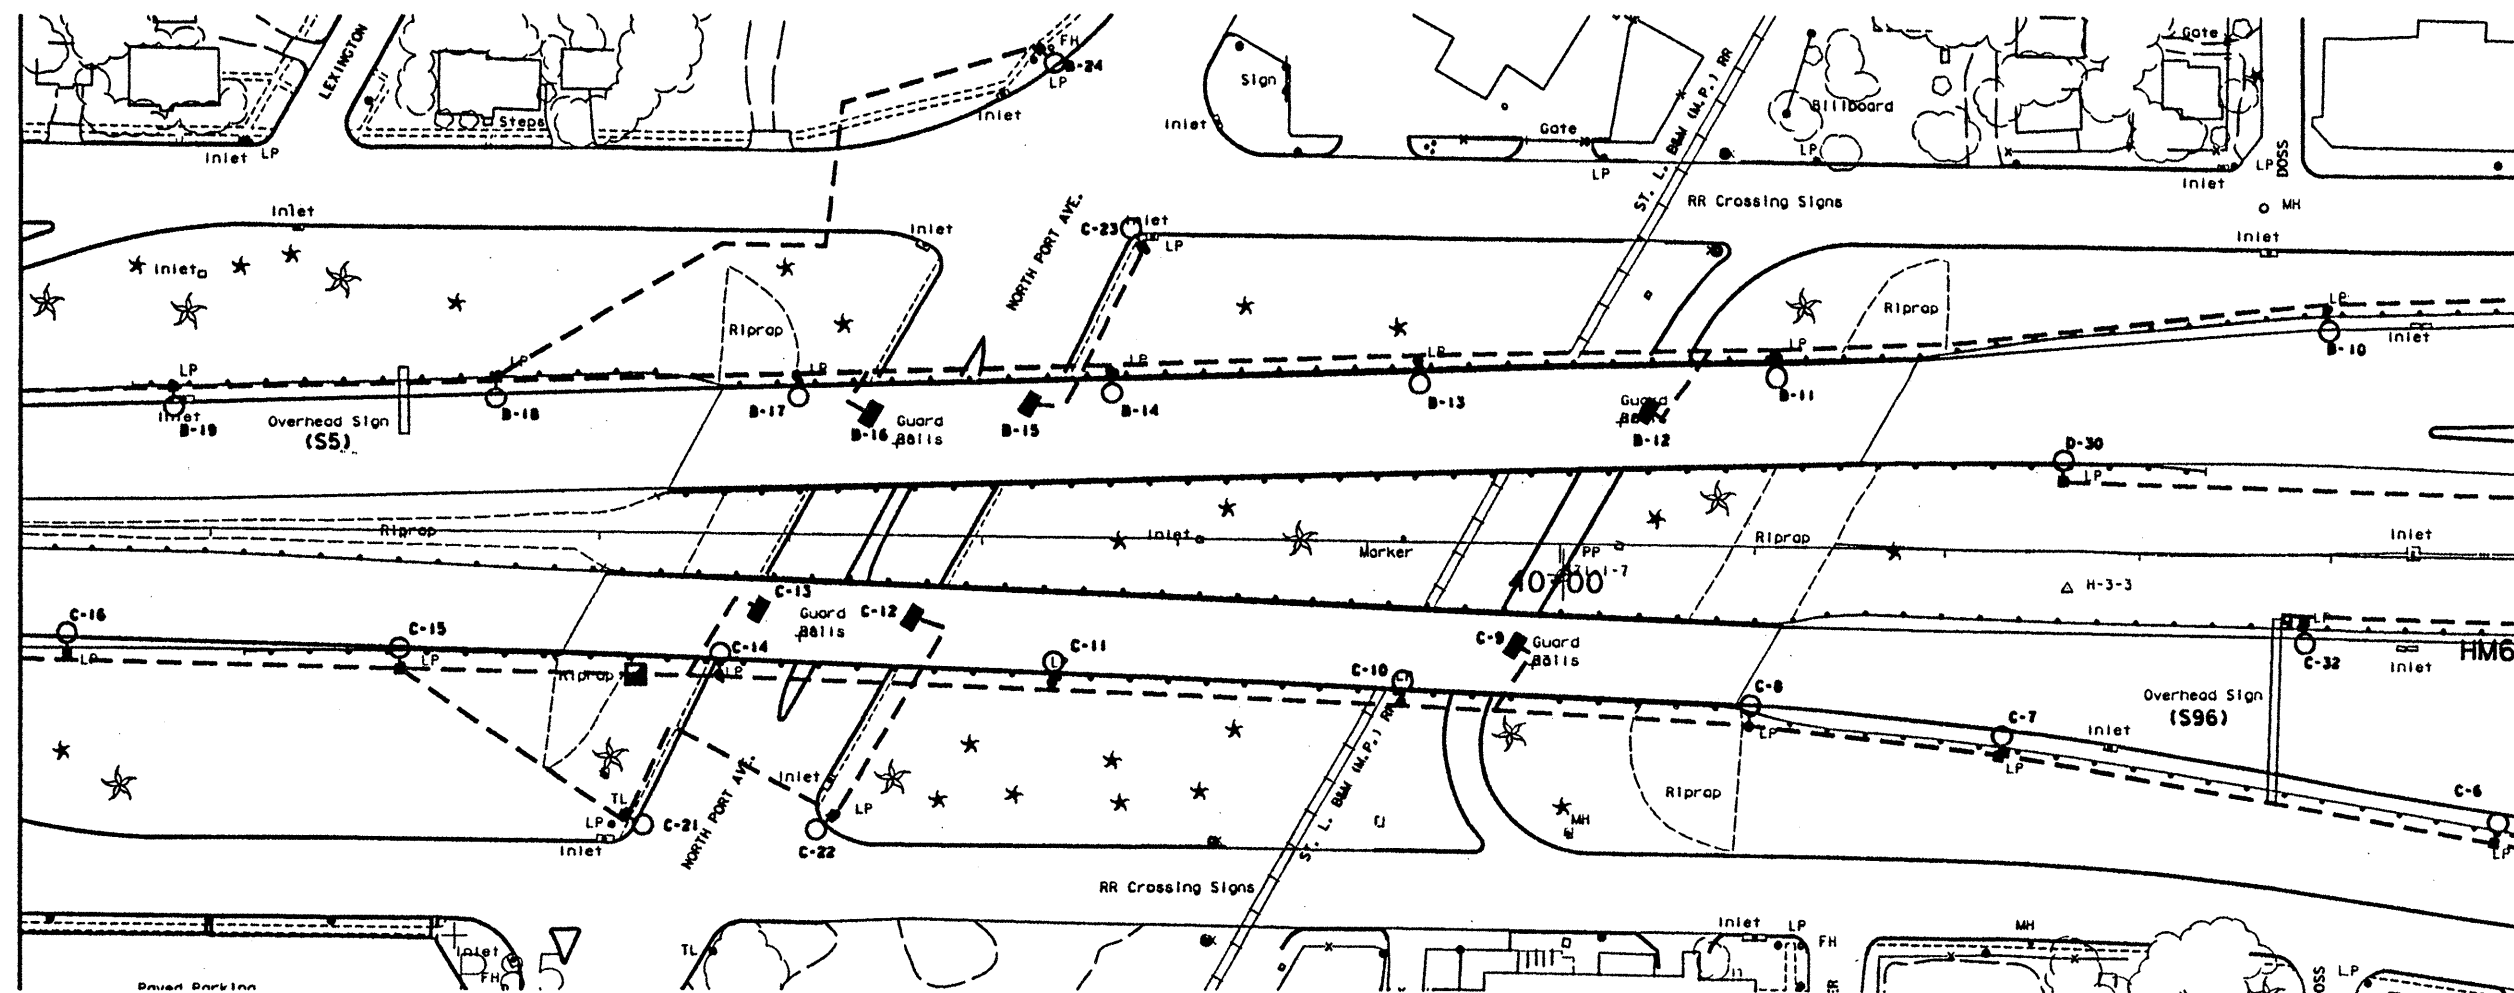 LEXINGTON
FH
B-24
LP
Inlet
Steps
Inlet
LP
Sign
Inlet
Gate
LP
ST. L. B&M (M.P.) RR
Billboard
LP
Gate
Inlet
LP
DOSS
MH
RR Crossing Signs
Inlet
Inlet
Inlet
NORTH PORT AVE.
C-23
Inlet
LP
Inlet
Riprap
Riprap
LP
LP
LP
LP
LP
LP
LP
Inlet
B-10
Inlet
B-19
Overhead Sign
(S5)
B-18
B-17
B-16
Guard
B-15
B-14
B-13
Guard
B-12
B-11
D-30
LP
Riprap
Inlet
Marker
PP
10+00
Riprap
Inlet
H-3-3
C-16
LP
C-15
LP
C-13
Guard
C-12
C-14
LP
Riprap
C-11
C-10
C-9
Guard
C-8
LP
C-7
LP
Inlet
Overhead Sign
(S96)
LP
C-32
Inlet
HM6
C-6
LP
Riprap
MH
TL
LP
C-21
Inlet
NORTH PORT AVE.
Inlet
LP
C-22
ST. L. B&M (M.P.) RR
RR Crossing Signs
Inlet
FH
TL
Inlet
LP
FH
MH
LP
Paved Parking